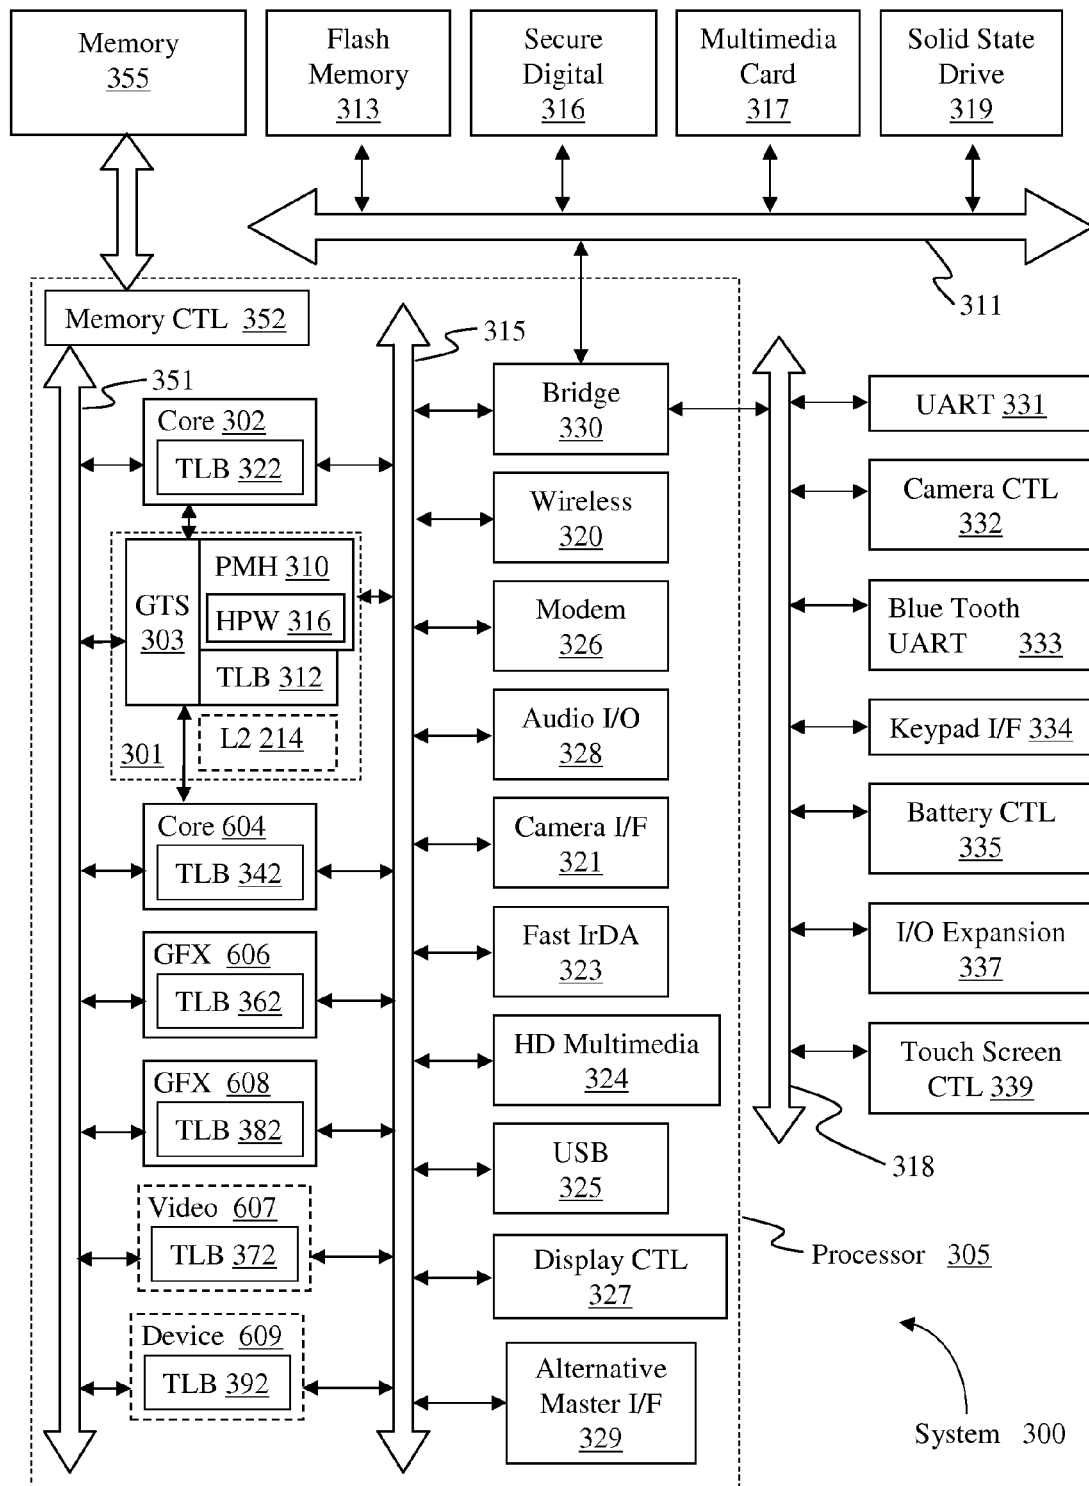 Memory
355
Flash
Memory
313
Secure
Digital
316
Multimedia
Card
317
Solid State
Drive
319
311
Memory CTL 352
351
315
Core 302
TLB 322
GTS
303
PMH 310
HPW 316
TLB 312
L2 214
301
Core 604
TLB 342
GFX 606
TLB 362
GFX 608
TLB 382
Video 607
TLB 372
Device 609
TLB 392
Bridge
330
Wireless
320
Modem
326
Audio I/O
328
Camera I/F
321
Fast IrDA
323
HD Multimedia
324
USB
325
Display CTL
327
Alternative
Master I/F
329
UART 331
Camera CTL
332
Blue Tooth
UART 333
Keypad I/F 334
Battery CTL
335
I/O Expansion
337
Touch Screen
CTL 339
318
Processor 305
System 300